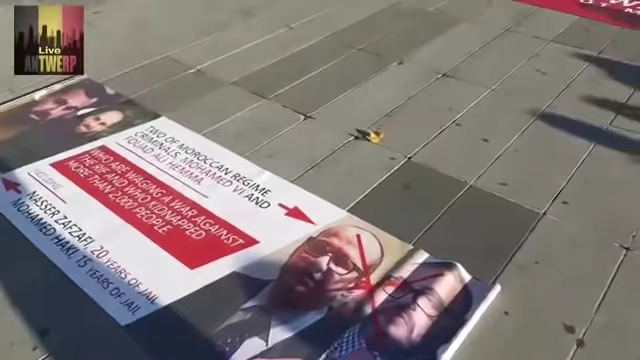 Live
ANTWERP
TWO OF MOROCCAN REGIME
CRIMINALS, MOHAMED VI AND
FOUAD ALI HEMMA.
TWO ARE WAGING A WAR AGAINST
THE RIF AND WHO KIDNAPPED
MORE THAN 2,000 PEOPLE
NASSER ZAFZAFI, 20 YEARS OF JAIL
MOHAMED HAKI, 15 YEARS OF JAIL